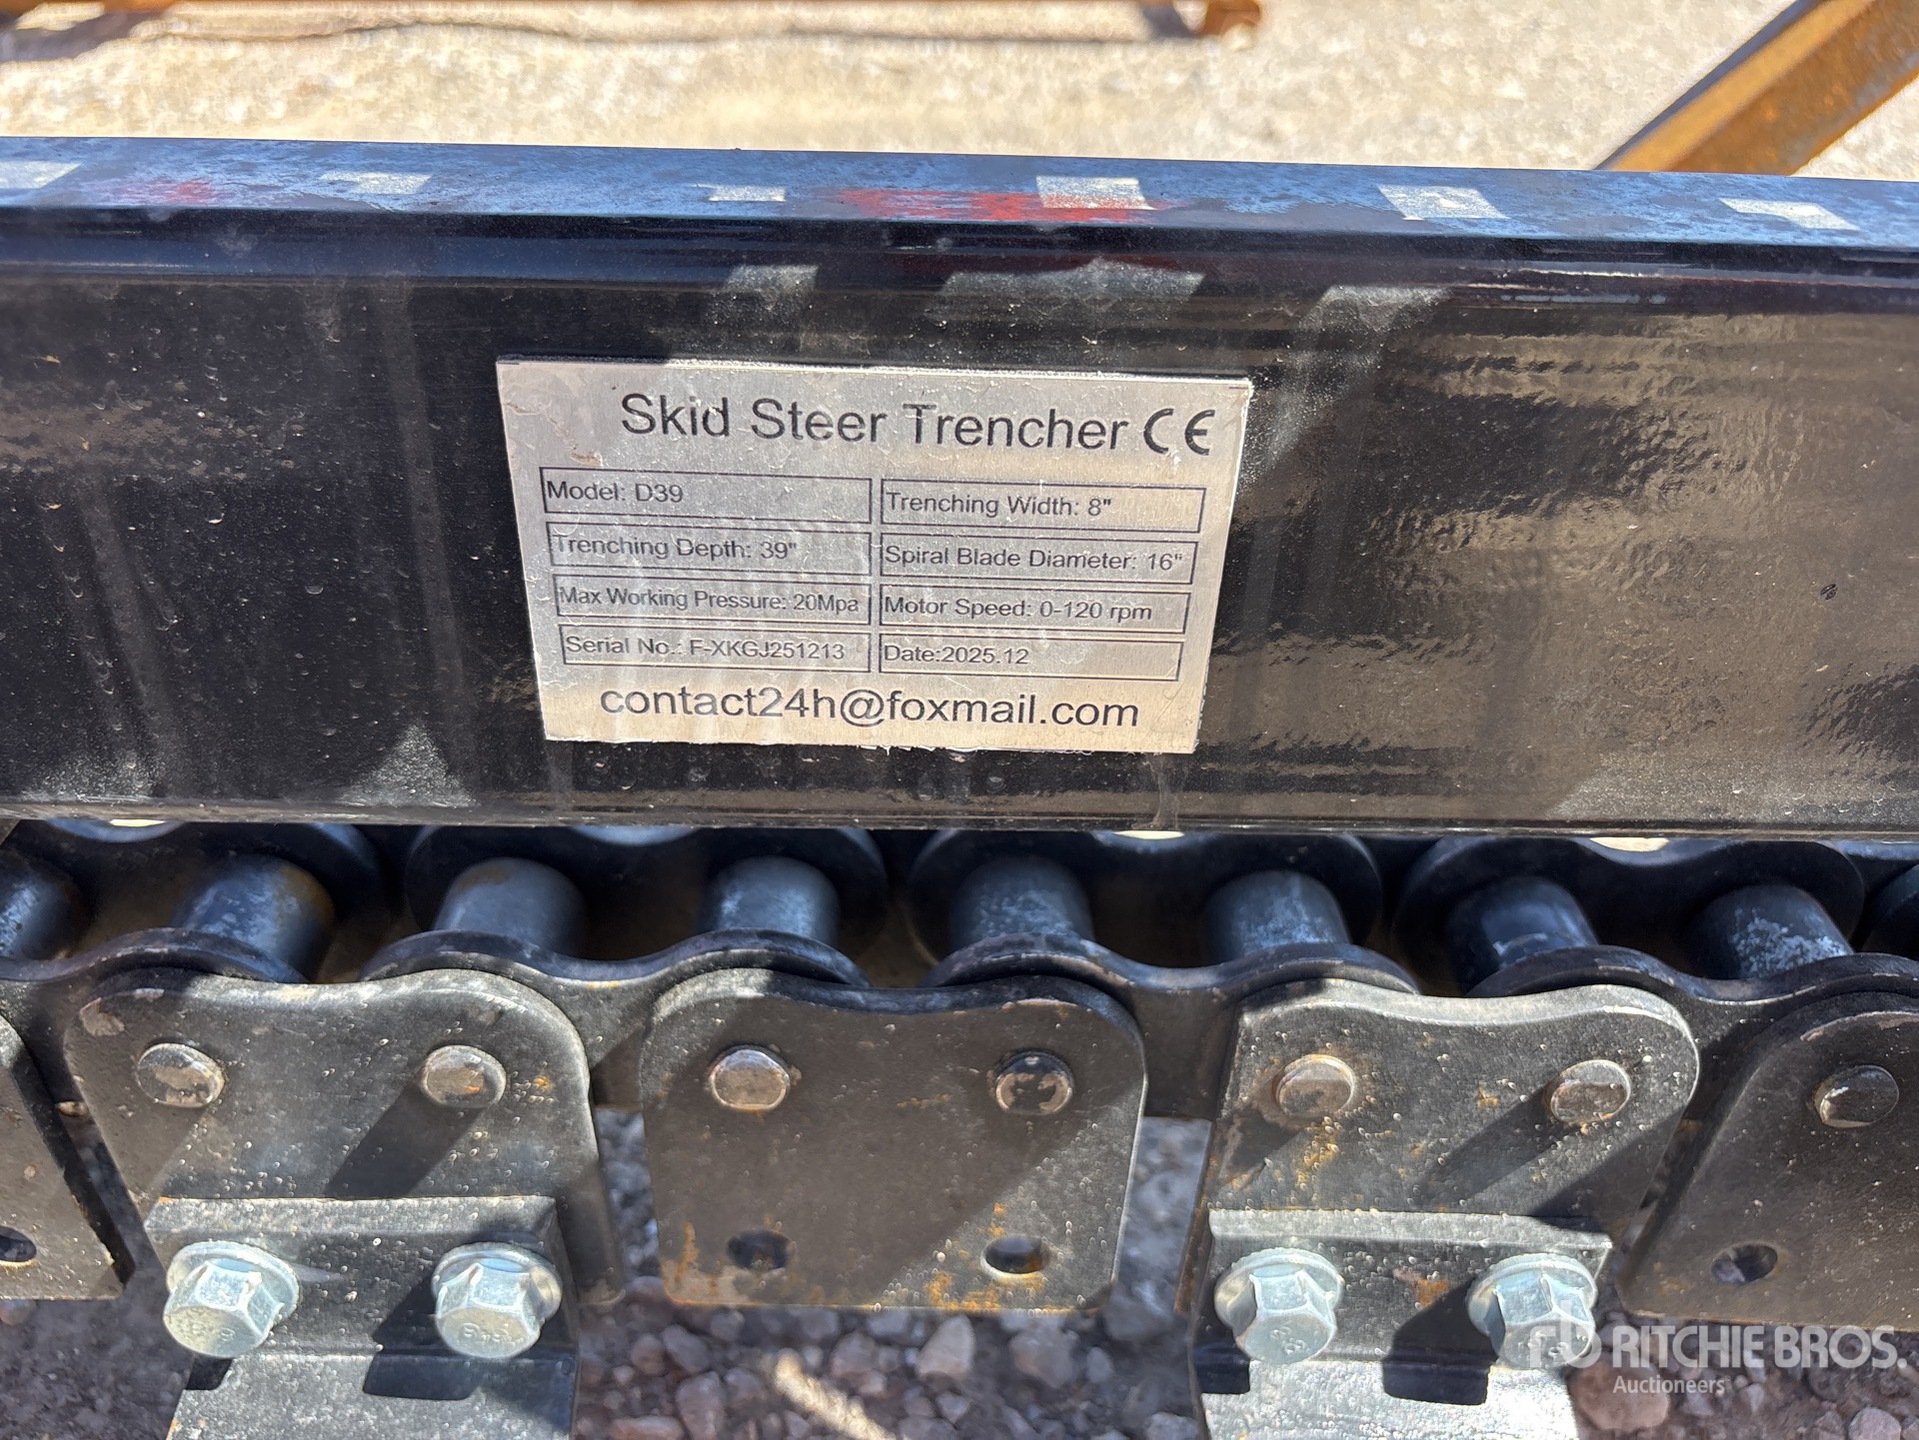 Skid Steer Trencher CE
Model: D39
Trenching Width: 8"
Trenching Depth: 39"
Spiral Blade Diameter: 16"
Max Working Pressure: 20Mpa
Motor Speed: 0-120 rpm
Serial No.: F-XKGJ251213
Date:2025.12
contact24h@foxmail.com
RITCHIE BROS.
Auctioneers